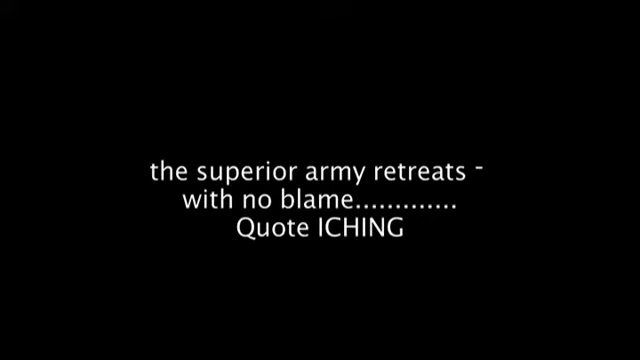 the superior army retreats -
with no blame.............
Quote ICHING